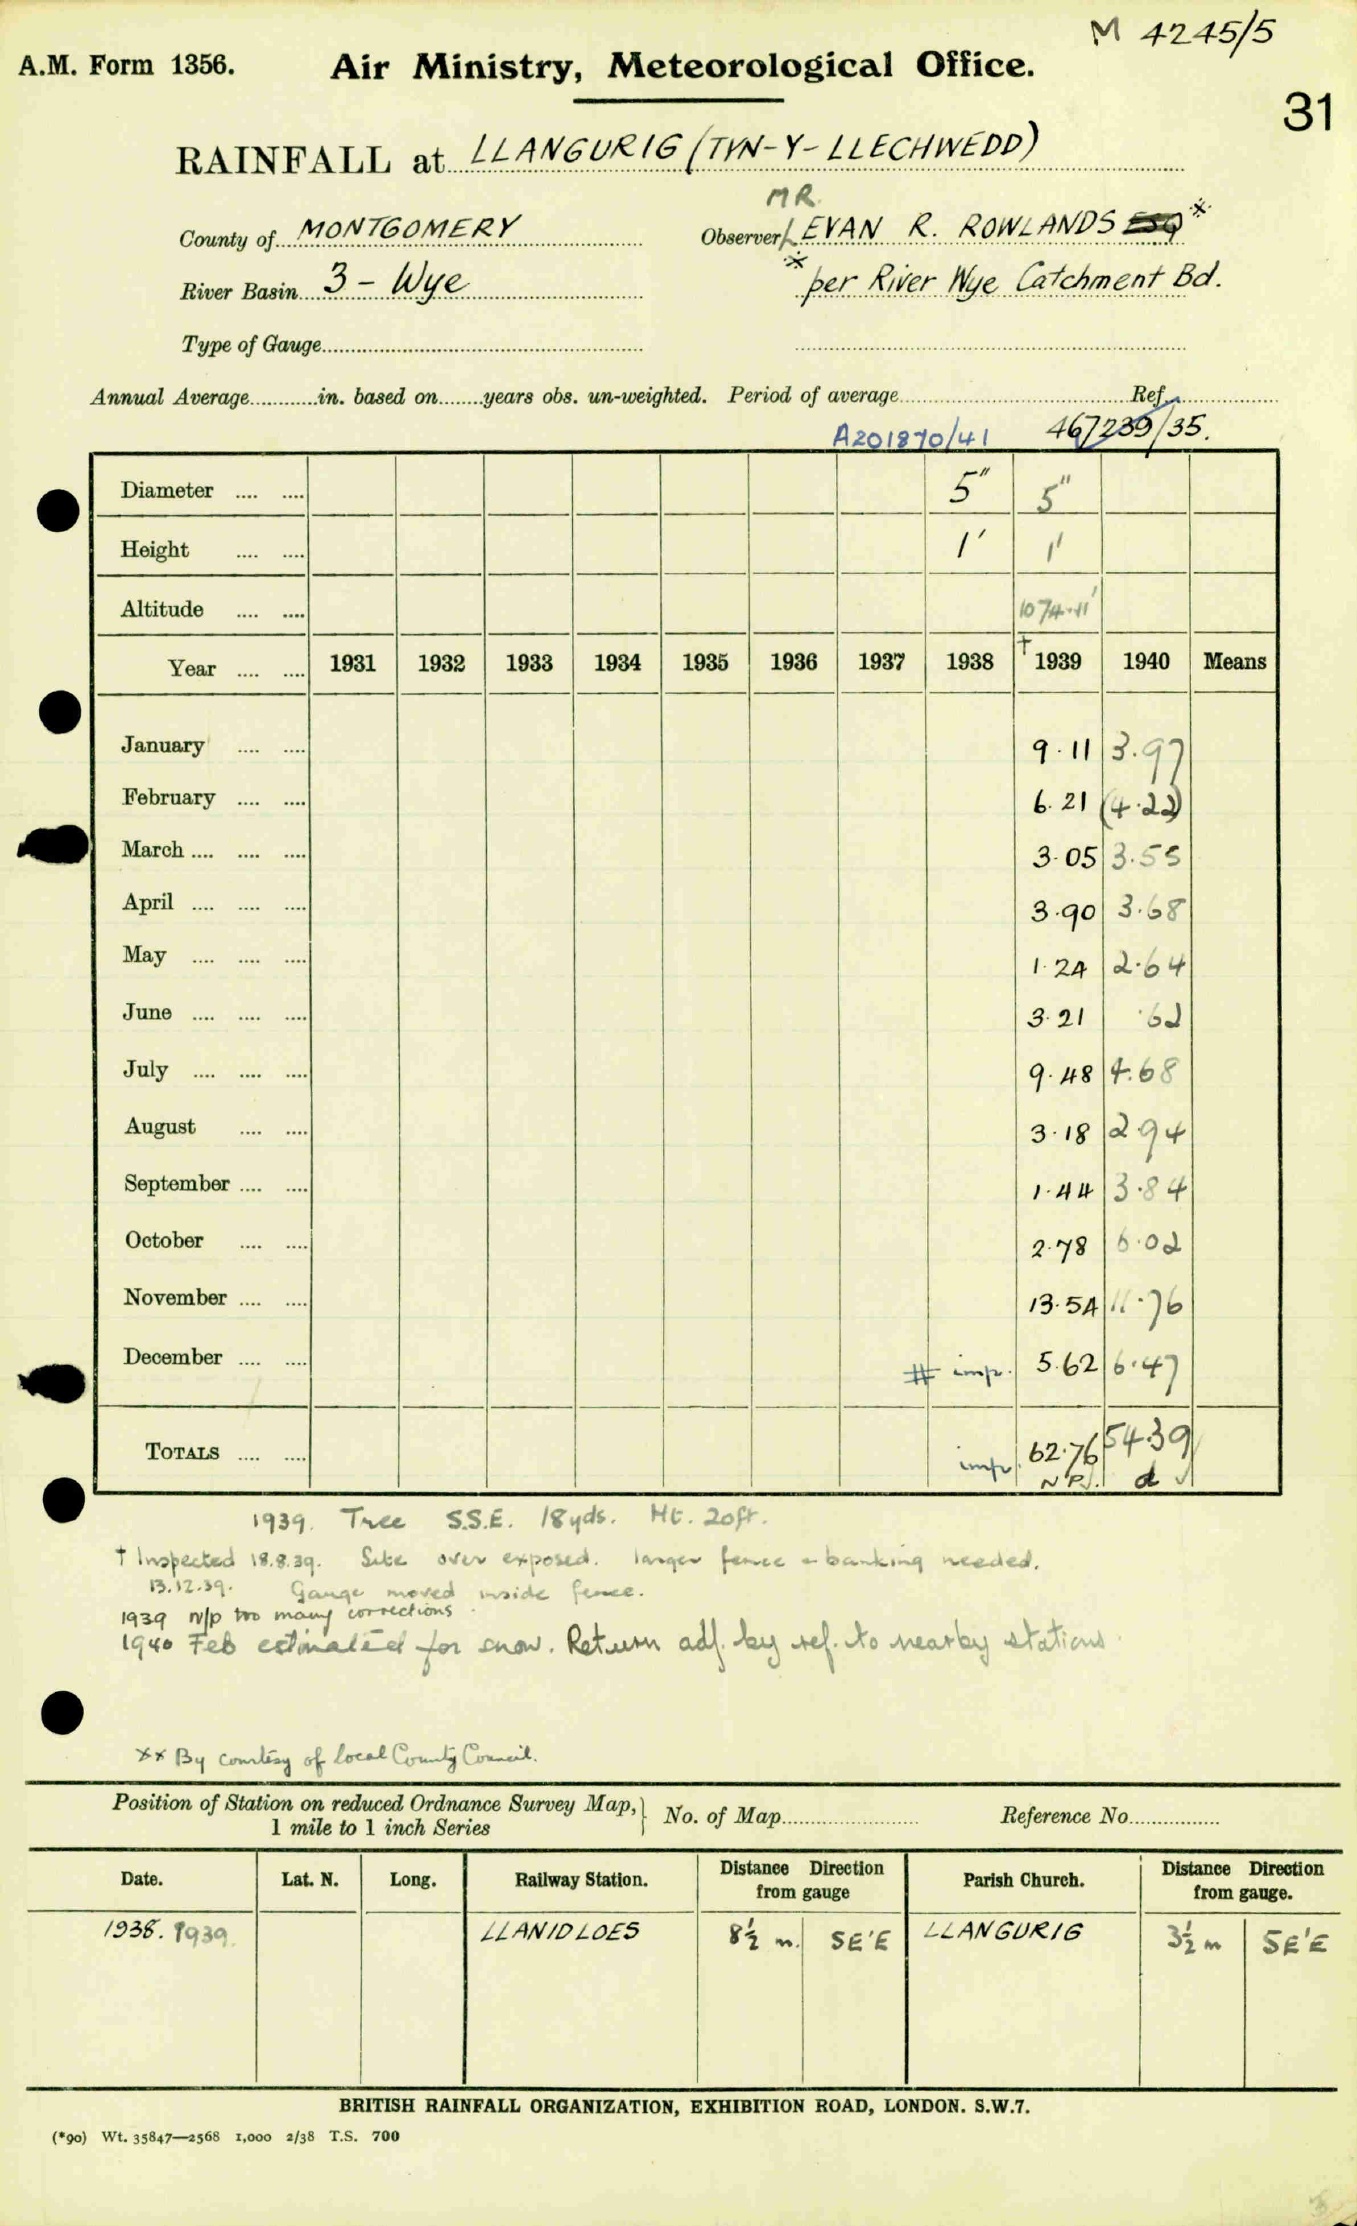 M 4245/5
A.M. Form 1356. Air Ministry, Meteorological Office.
31
RAINFALL at LLANGURIG (TYN-Y-LLECHWEDD)
MR.
County of MONTGOMERY Observer EVAN R. ROWLANDS ESQ *
River Basin 3 - Wye * per River Wye Catchment Bd.
Type of Gauge
Annual Average in. based on years obs. un-weighted. Period of average Ref.
A201870/41 467239/35.
Diameter 5" 5"
Height 1' 1'
Altitude 1074.11'
Year 1931 1932 1933 1934 1935 1936 1937 1938 † 1939 1940 Means
January 9.11 3.97
February 6.21 (4.22)
March 3.05 3.55
April 3.90 3.68
May 1.24 2.64
June 3.21 .62
July 9.48 4.68
August 3.18 2.94
September 1.44 3.84
October 2.78 6.02
November 13.54 11.76
December # imp. 5.62 6.47
TOTALS imp. 62.76 54.39
N.P. d ✓
1939. Tree S.S.E. 18yds. Ht. 20ft.
† Inspected 18.8.39. Site over exposed. larger fence & banking needed.
13.12.39. Gauge moved inside fence.
1939 n/p too many corrections
1940 Feb estimated for snow. Return adj. by ref. to nearby stations
** By courtesy of local County Council.
Position of Station on reduced Ordnance Survey Map, } No. of Map Reference No
1 mile to 1 inch Series
Date. Lat. N. Long. Railway Station. Distance Direction from gauge Parish Church. Distance Direction from gauge.
1938. 1939. LLANIDLOES 8½ m. SE'E LLANGURIG 3½ m SE'E
BRITISH RAINFALL ORGANIZATION, EXHIBITION ROAD, LONDON. S.W.7.
(*90) Wt. 35847—2568 1,000 2/38 T.S. 700